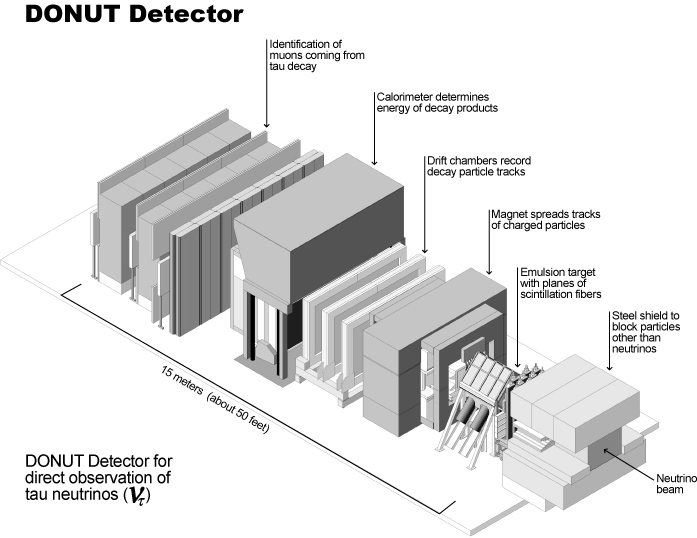 DONUT Detector
Identification of
muons coming from
tau decay
Calorimeter determines
energy of decay products
Drift chambers record
decay particle tracks
Magnet spreads tracks
of charged particles
Emulsion target
with planes of
scintillation fibers
Steel shield to
block particles
other than
neutrinos
15 meters (about 50 feet)
Neutrino
beam
DONUT Detector for
direct observation of
tau neutrinos (ντ)